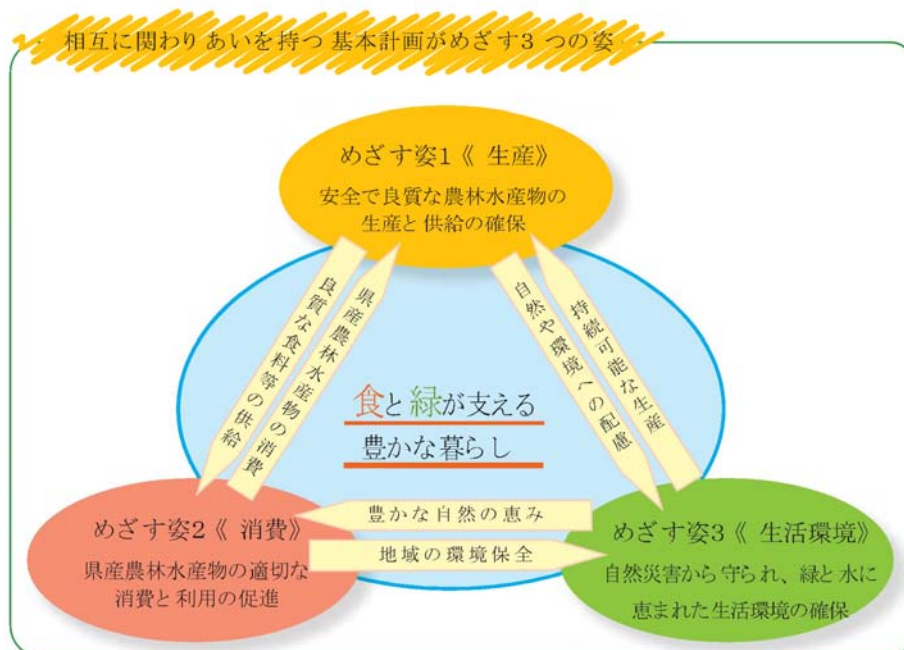 相互に関わりあいを持つ基本計画がめざす3つの姿
めざす姿1《 生産》
安全で良質な農林水産物の
生産と供給の確保
良質な食料等の供給
県産農林水産物の消費
自然や環境への配慮
持続可能な生産
食と緑が支える
豊かな暮らし
めざす姿2《 消費》
県産農林水産物の適切な
消費と利用の促進
豊かな自然の恵み
地域の環境保全
めざす姿3《 生活環境》
自然災害から守られ、緑と水に
恵まれた生活環境の確保